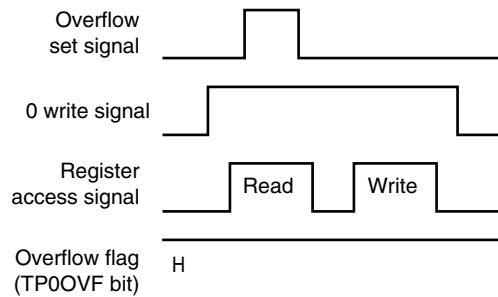 Overflow
set signal
0 write signal
Register
access signal
Read
Write
Overflow flag
(TP0OVF bit)
H